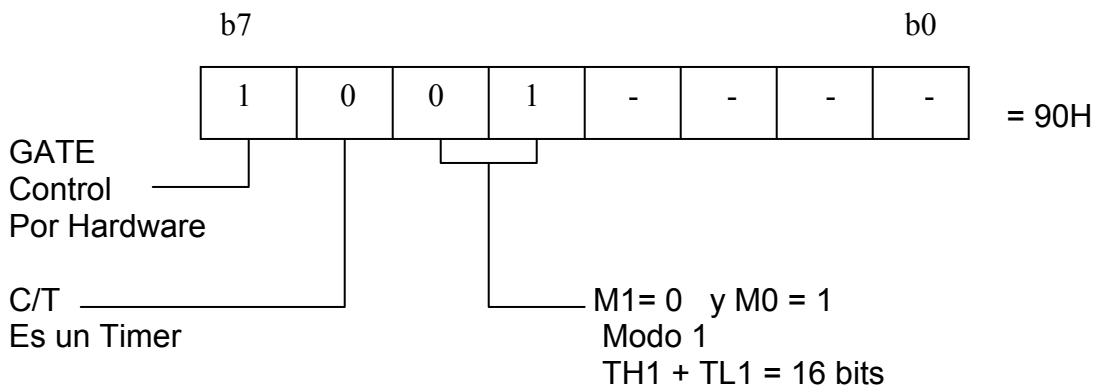 b7 b0
1 0 0 1 - - - - = 90H
GATE
Control
Por Hardware
C/T
Es un Timer
M1= 0 y M0 = 1
Modo 1
TH1 + TL1 = 16 bits